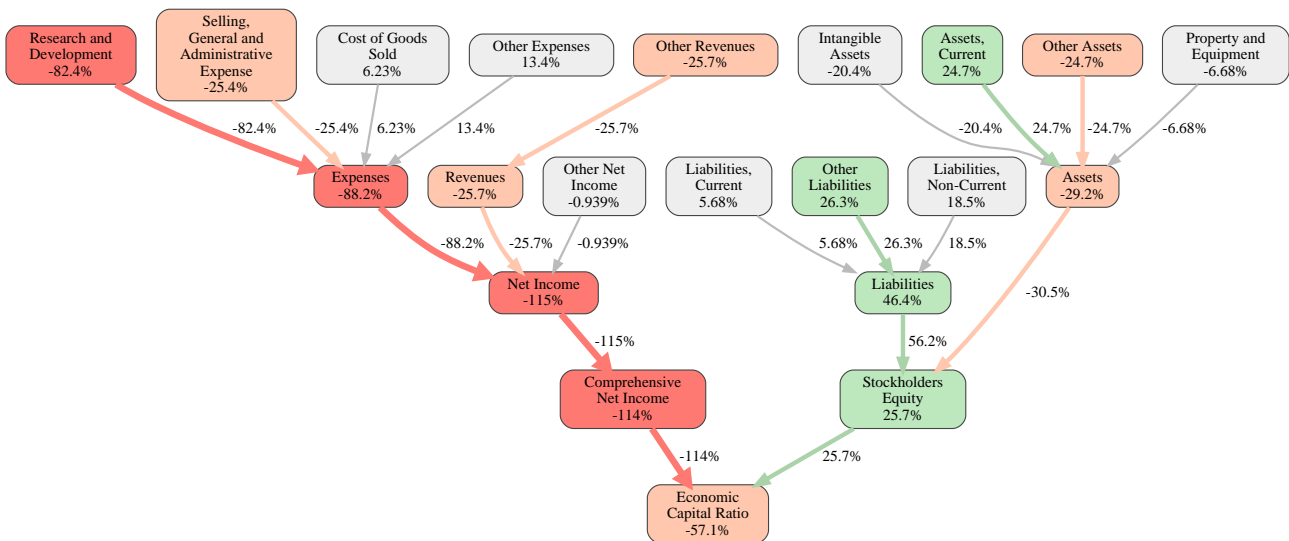 Research and
Development
-82.4%
Selling,
General and
Administrative
Expense
-25.4%
Cost of Goods
Sold
6.23%
Other Expenses
13.4%
Other Revenues
-25.7%
Intangible
Assets
-20.4%
Assets,
Current
24.7%
Other Assets
-24.7%
Property and
Equipment
-6.68%
-82.4%
-25.4%
6.23%
13.4%
-25.7%
-20.4%
24.7%
-24.7%
-6.68%
Expenses
-88.2%
Revenues
-25.7%
Other Net
Income
-0.939%
Liabilities,
Current
5.68%
Other
Liabilities
26.3%
Liabilities,
Non-Current
18.5%
Assets
-29.2%
-88.2%
-25.7%
-0.939%
5.68%
26.3%
18.5%
-30.5%
Net Income
-115%
Liabilities
46.4%
-115%
56.2%
Comprehensive
Net Income
-114%
Stockholders
Equity
25.7%
-114%
25.7%
Economic
Capital Ratio
-57.1%